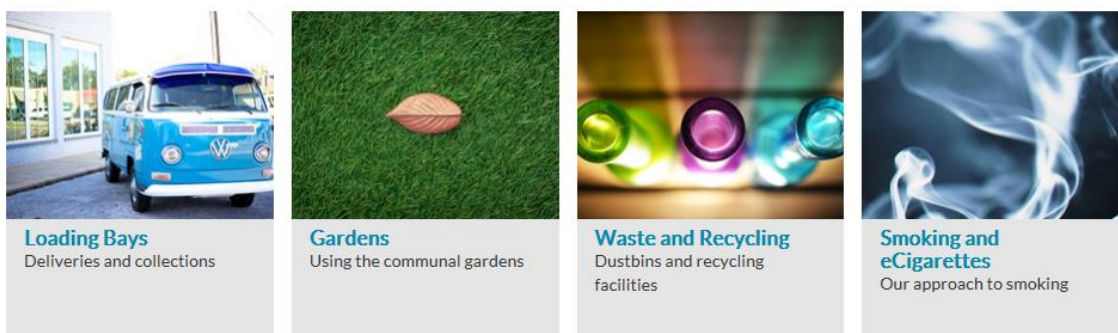 Loading Bays
Deliveries and collections
Gardens
Using the communal gardens
Waste and Recycling
Dustbins and recycling
facilities
Smoking and
eCigarettes
Our approach to smoking